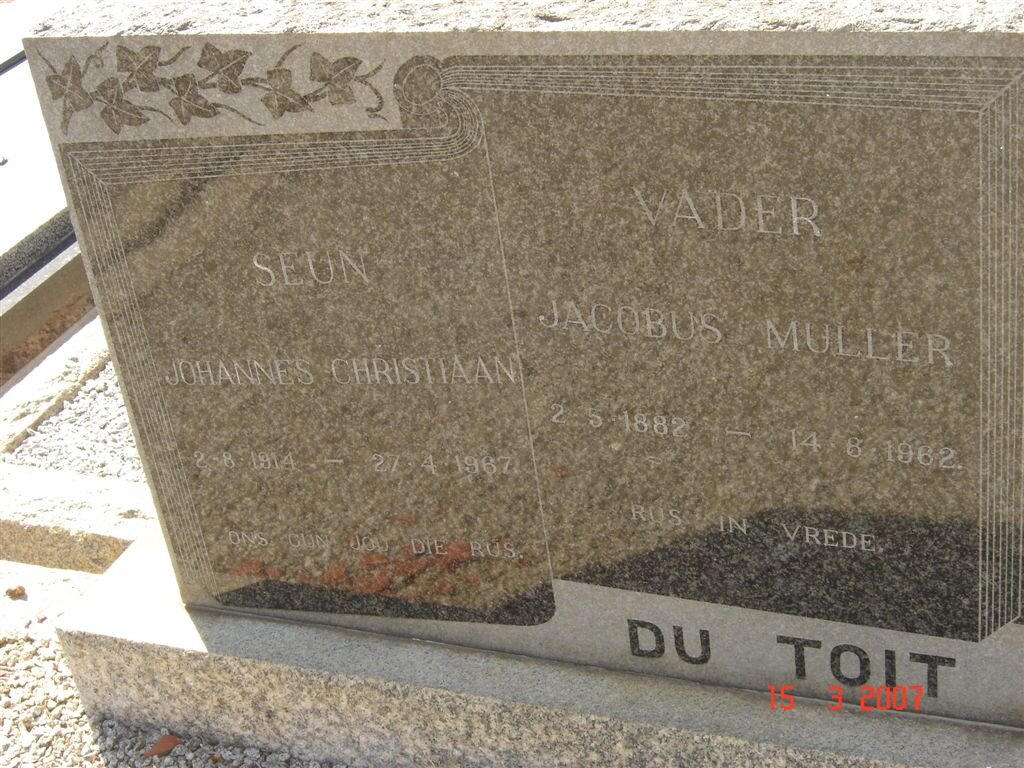 SEUN
JOHANNES CHRISTIAAN
2·8·1914 – 27·4·1967.
ONS GUN JOU DIE RUS.
VADER
JACOBUS MULLER
2·5·1882 – 14·8·1962.
RUS IN VREDE.
DU TOIT
15 3 2007